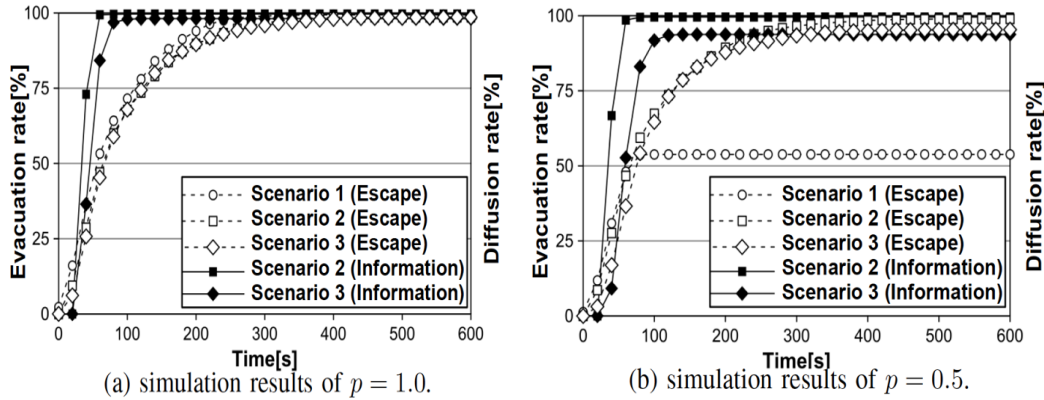 Evacuation rate[%]
100
75
50
25
0
Scenario 1 (Escape)
Scenario 2 (Escape)
Scenario 3 (Escape)
Scenario 2 (Information)
Scenario 3 (Information)
0 100 200 300 400 500 600
Time[s]
Diffusion rate[%]
(a) simulation results of p = 1.0.
Evacuation rate[%]
100
75
50
25
0
Scenario 1 (Escape)
Scenario 2 (Escape)
Scenario 3 (Escape)
Scenario 2 (Information)
Scenario 3 (Information)
0 100 200 300 400 500 600
Time[s]
Diffusion rate[%]
(b) simulation results of p = 0.5.